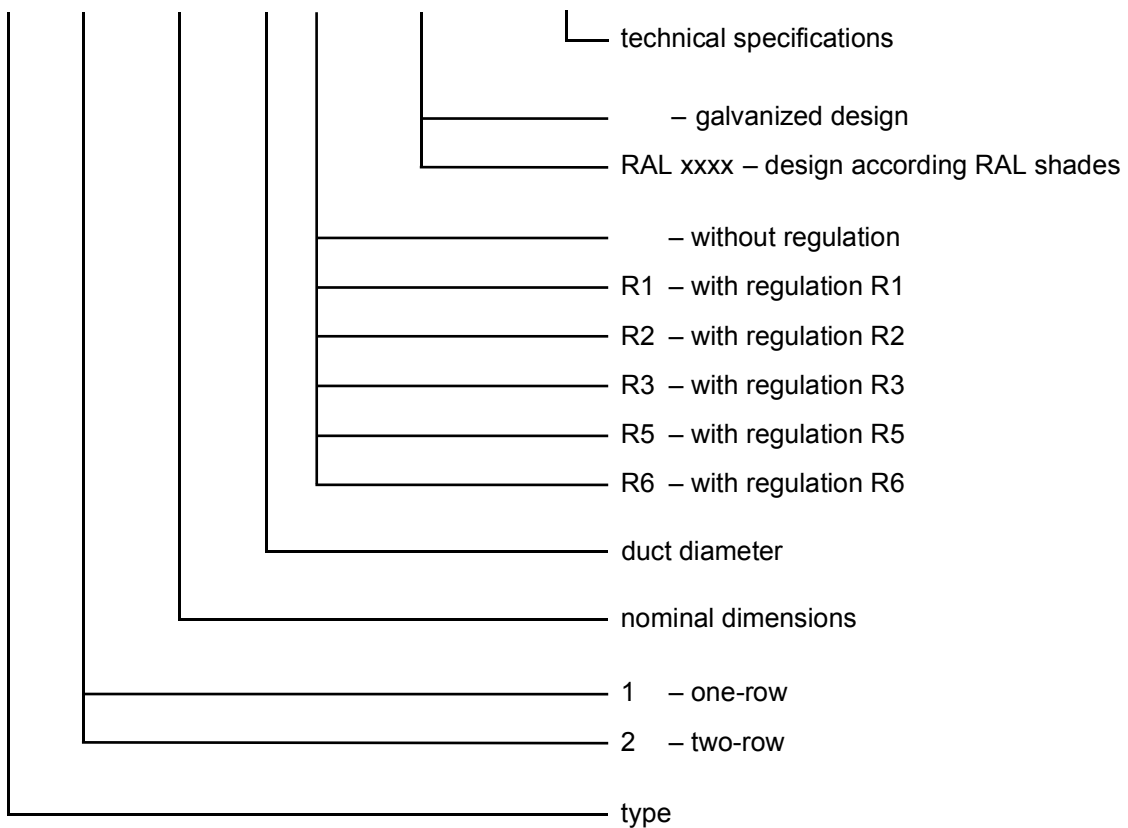 technical specifications
– galvanized design
RAL xxxx – design according RAL shades
– without regulation
R1 – with regulation R1
R2 – with regulation R2
R3 – with regulation R3
R5 – with regulation R5
R6 – with regulation R6
duct diameter
nominal dimensions
1 – one-row
2 – two-row
type